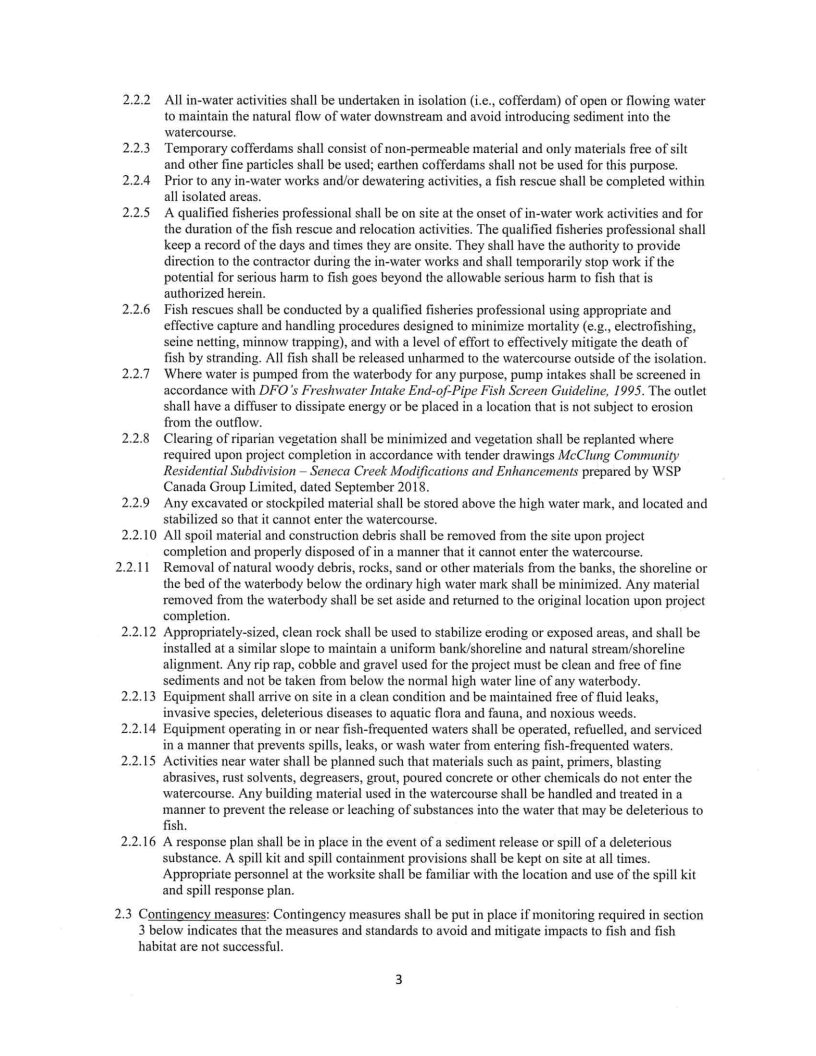 2.2.2 All in-water activities shall be undertaken in isolation (i.e., cofferdam) of open or flowing water
to maintain the natural flow of water downstream and avoid introducing sediment into the
watercourse.
2.2.3 Temporary cofferdams shall consist of non-permeable material and only materials free of silt
and other fine particles shall be used; earthen cofferdams shall not be used for this purpose.
2.2.4 Prior to any in-water works and/or dewatering activities, a fish rescue shall be completed within
all isolated areas.
2.2.5 A qualified fisheries professional shall be on site at the onset of in-water work activities and for
the duration of the fish rescue and relocation activities. The qualified fisheries professional shall
keep a record of the days and times they are onsite. They shall have the authority to provide
direction to the contractor during the in-water works and shall temporarily stop work if the
potential for serious harm to fish goes beyond the allowable serious harm to fish that is
authorized herein.
2.2.6 Fish rescues shall be conducted by a qualified fisheries professional using appropriate and
effective capture and handling procedures designed to minimize mortality (e.g., electrofishing,
seine netting, minnow trapping), and with a level of effort to effectively mitigate the death of
fish by stranding. All fish shall be released unharmed to the watercourse outside of the isolation.
2.2.7 Where water is pumped from the waterbody for any purpose, pump intakes shall be screened in
accordance with DFO's Freshwater Intake End-of-Pipe Fish Screen Guideline, 1995. The outlet
shall have a diffuser to dissipate energy or be placed in a location that is not subject to erosion
from the outflow.
2.2.8 Clearing of riparian vegetation shall be minimized and vegetation shall be replanted where
required upon project completion in accordance with tender drawings McClung Community
Residential Subdivision – Seneca Creek Modifications and Enhancements prepared by WSP
Canada Group Limited, dated September 2018.
2.2.9 Any excavated or stockpiled material shall be stored above the high water mark, and located and
stabilized so that it cannot enter the watercourse.
2.2.10 All spoil material and construction debris shall be removed from the site upon project
completion and properly disposed of in a manner that it cannot enter the watercourse.
2.2.11 Removal of natural woody debris, rocks, sand or other materials from the banks, the shoreline or
the bed of the waterbody below the ordinary high water mark shall be minimized. Any material
removed from the waterbody shall be set aside and returned to the original location upon project
completion.
2.2.12 Appropriately-sized, clean rock shall be used to stabilize eroding or exposed areas, and shall be
installed at a similar slope to maintain a uniform bank/shoreline and natural stream/shoreline
alignment. Any rip rap, cobble and gravel used for the project must be clean and free of fine
sediments and not be taken from below the normal high water line of any waterbody.
2.2.13 Equipment shall arrive on site in a clean condition and be maintained free of fluid leaks,
invasive species, deleterious diseases to aquatic flora and fauna, and noxious weeds.
2.2.14 Equipment operating in or near fish-frequented waters shall be operated, refuelled, and serviced
in a manner that prevents spills, leaks, or wash water from entering fish-frequented waters.
2.2.15 Activities near water shall be planned such that materials such as paint, primers, blasting
abrasives, rust solvents, degreasers, grout, poured concrete or other chemicals do not enter the
watercourse. Any building material used in the watercourse shall be handled and treated in a
manner to prevent the release or leaching of substances into the water that may be deleterious to
fish.
2.2.16 A response plan shall be in place in the event of a sediment release or spill of a deleterious
substance. A spill kit and spill containment provisions shall be kept on site at all times.
Appropriate personnel at the worksite shall be familiar with the location and use of the spill kit
and spill response plan.
2.3 Contingency measures: Contingency measures shall be put in place if monitoring required in section
3 below indicates that the measures and standards to avoid and mitigate impacts to fish and fish
habitat are not successful.
3